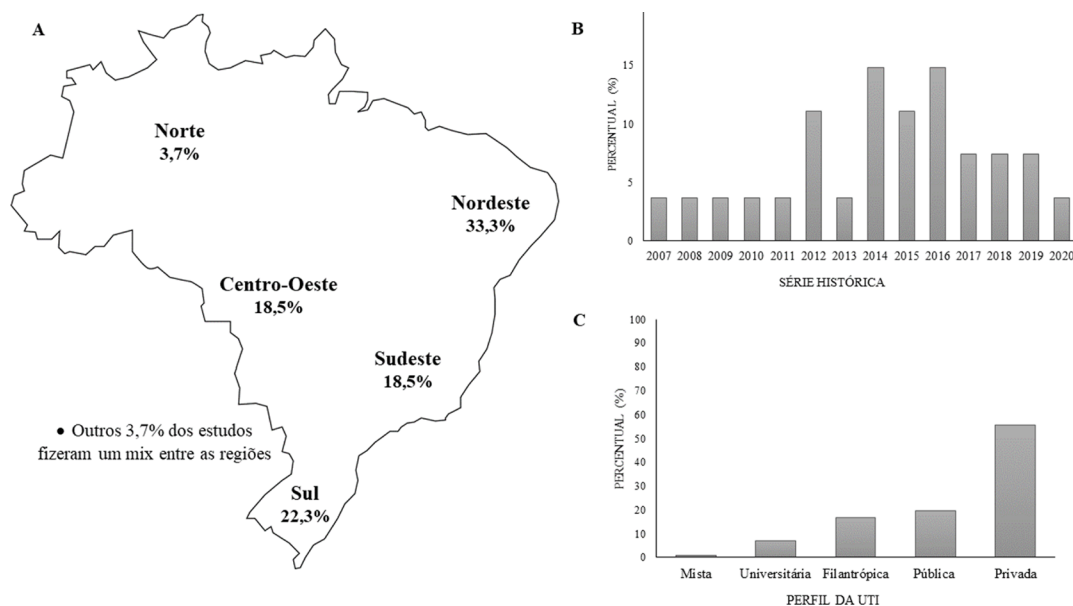 A
Norte
3,7%
Nordeste
33,3%
Centro-Oeste
18,5%
Sudeste
18,5%
• Outros 3,7% dos estudos
fizeram um mix entre as regiões
Sul
22,3%
B
PERCENTUAL (%)
15
10
5
0
2007 2008 2009 2010 2011 2012 2013 2014 2015 2016 2017 2018 2019 2020
SÉRIE HISTÓRICA
C
PERCENTUAL (%)
100
90
80
70
60
50
40
30
20
10
0
Mista Universitária Filantrópica Pública Privada
PERFIL DA UTI